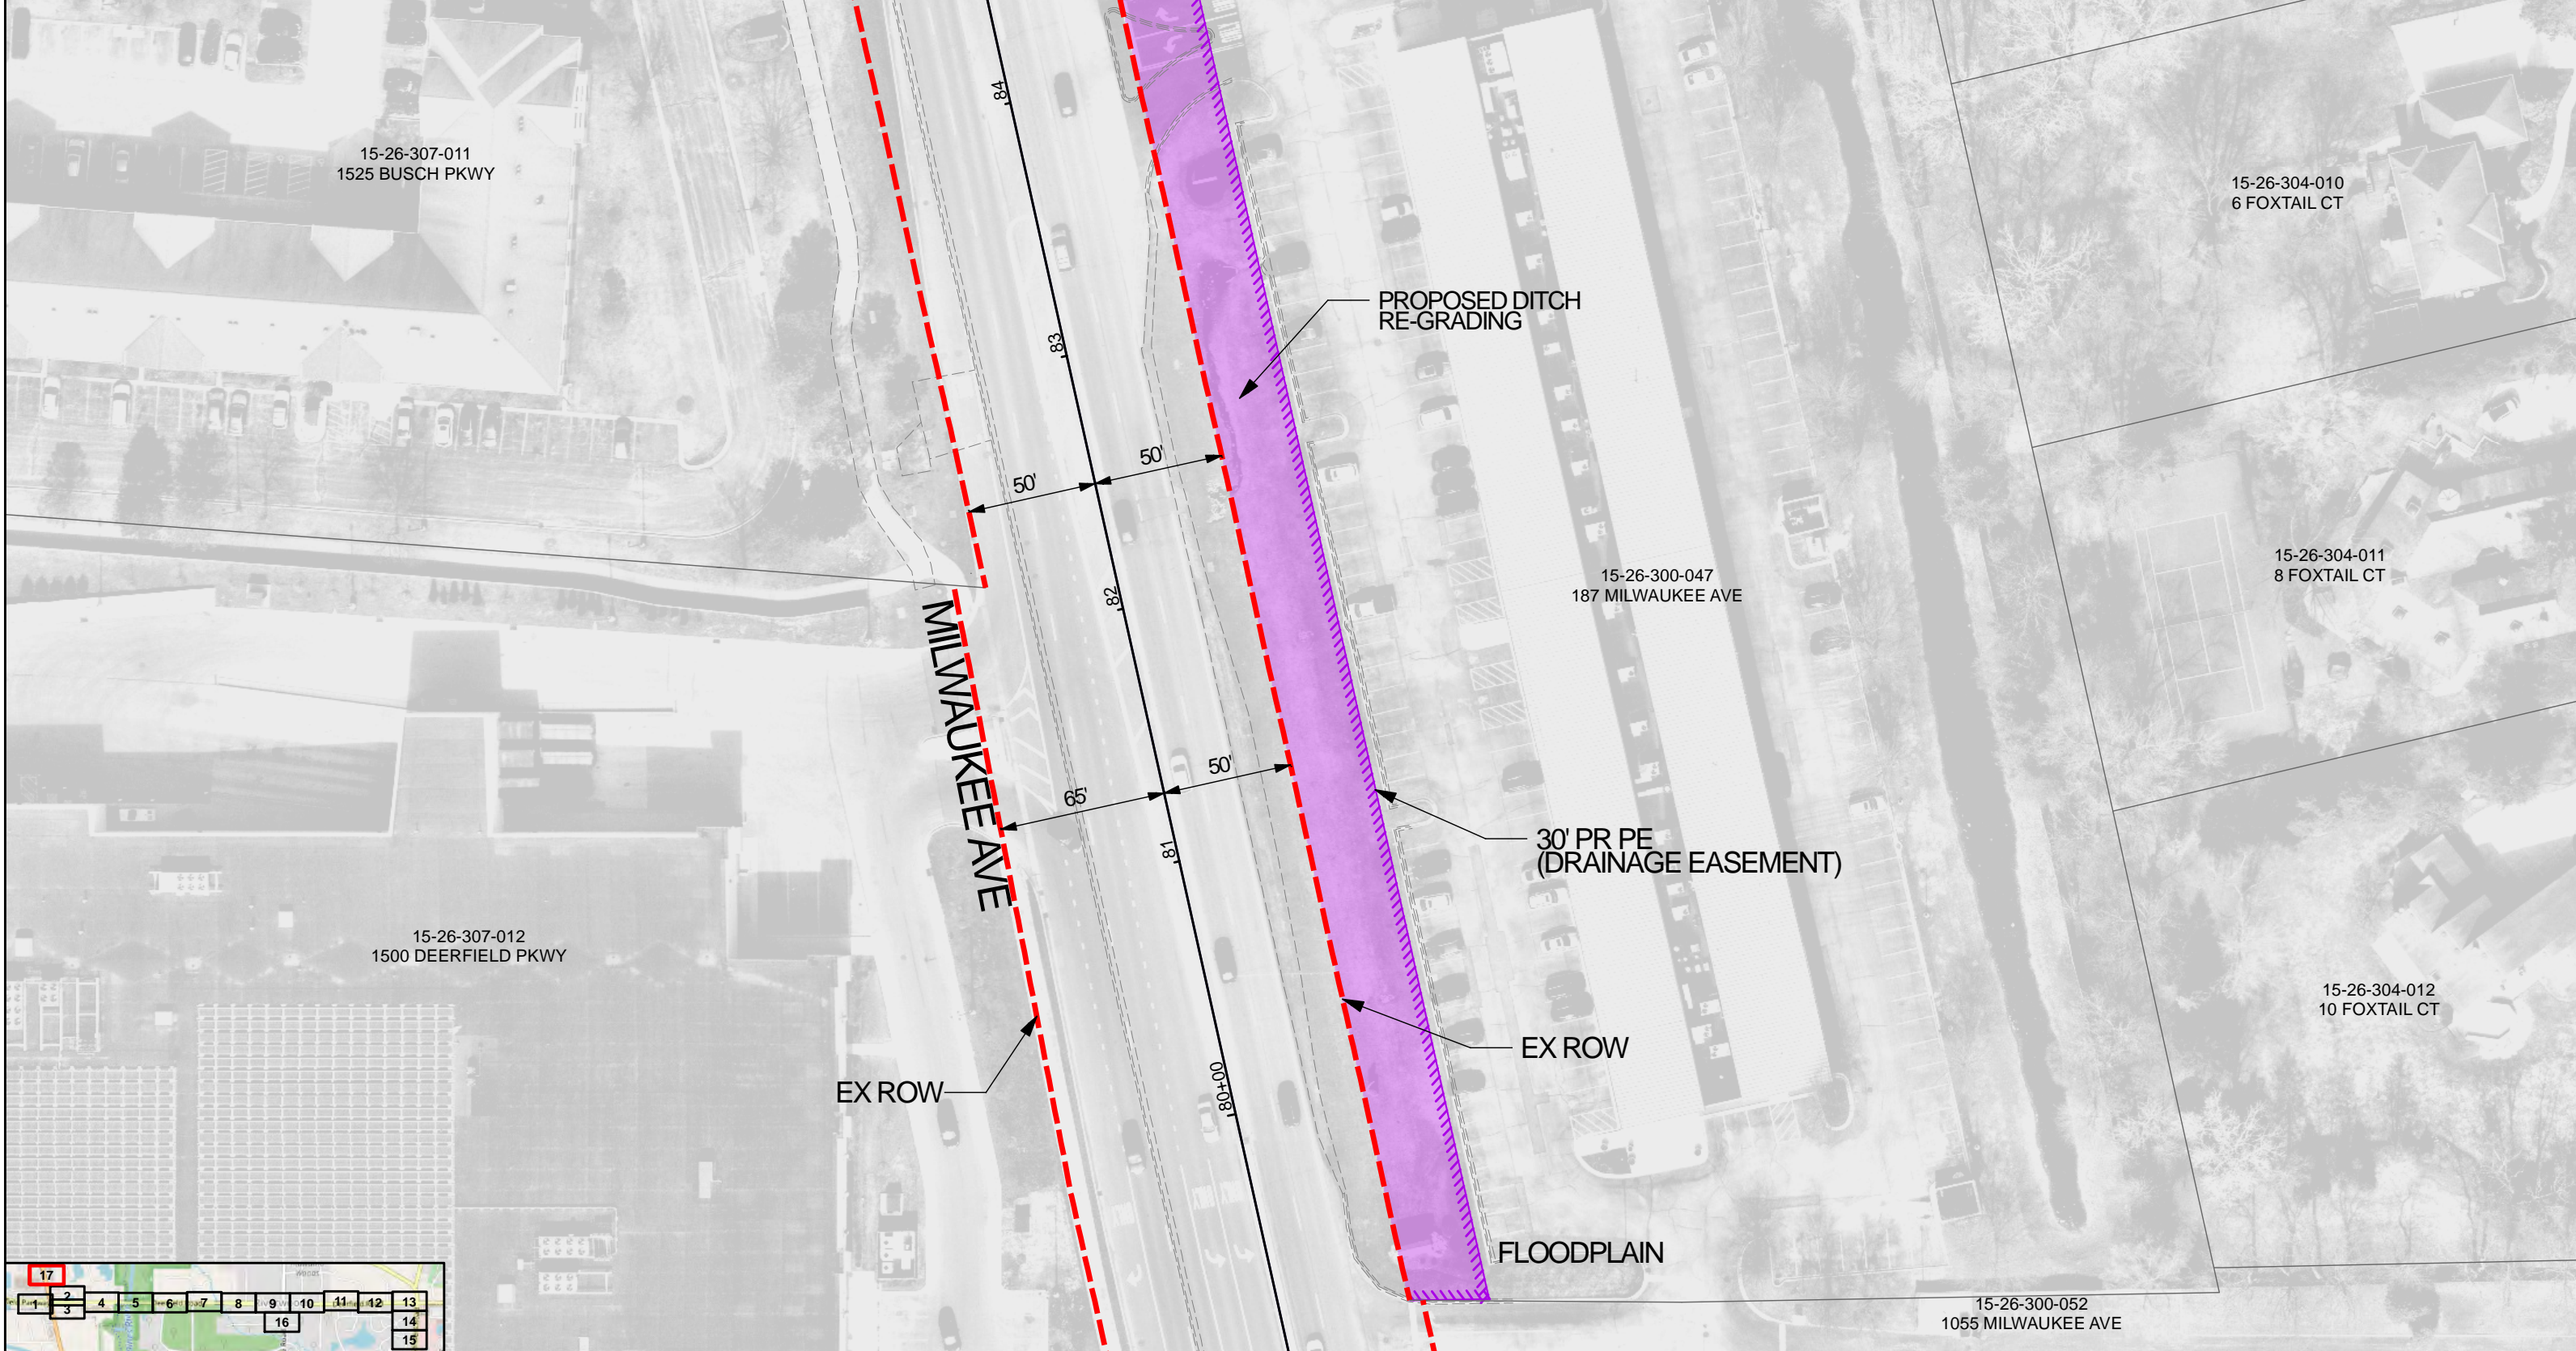 84
15-26-307-011
1525 BUSCH PKWY
15-26-304-010
6 FOXTAIL CT
PROPOSED DITCH
RE-GRADING
83
50'
50'
15-26-304-011
8 FOXTAIL CT
15-26-300-047
187 MILWAUKEE AVE
82
MILWAUKEE AVE
50'
65'
81
30' PR PE
(DRAINAGE EASEMENT)
15-26-307-012
1500 DEERFIELD PKWY
15-26-304-012
10 FOXTAIL CT
EX ROW
EX ROW
80+00
FLOODPLAIN
15-26-300-052
1055 MILWAUKEE AVE
17
1
2
3
4
5
6
7
8
9
10
11
12
13
16
14
15